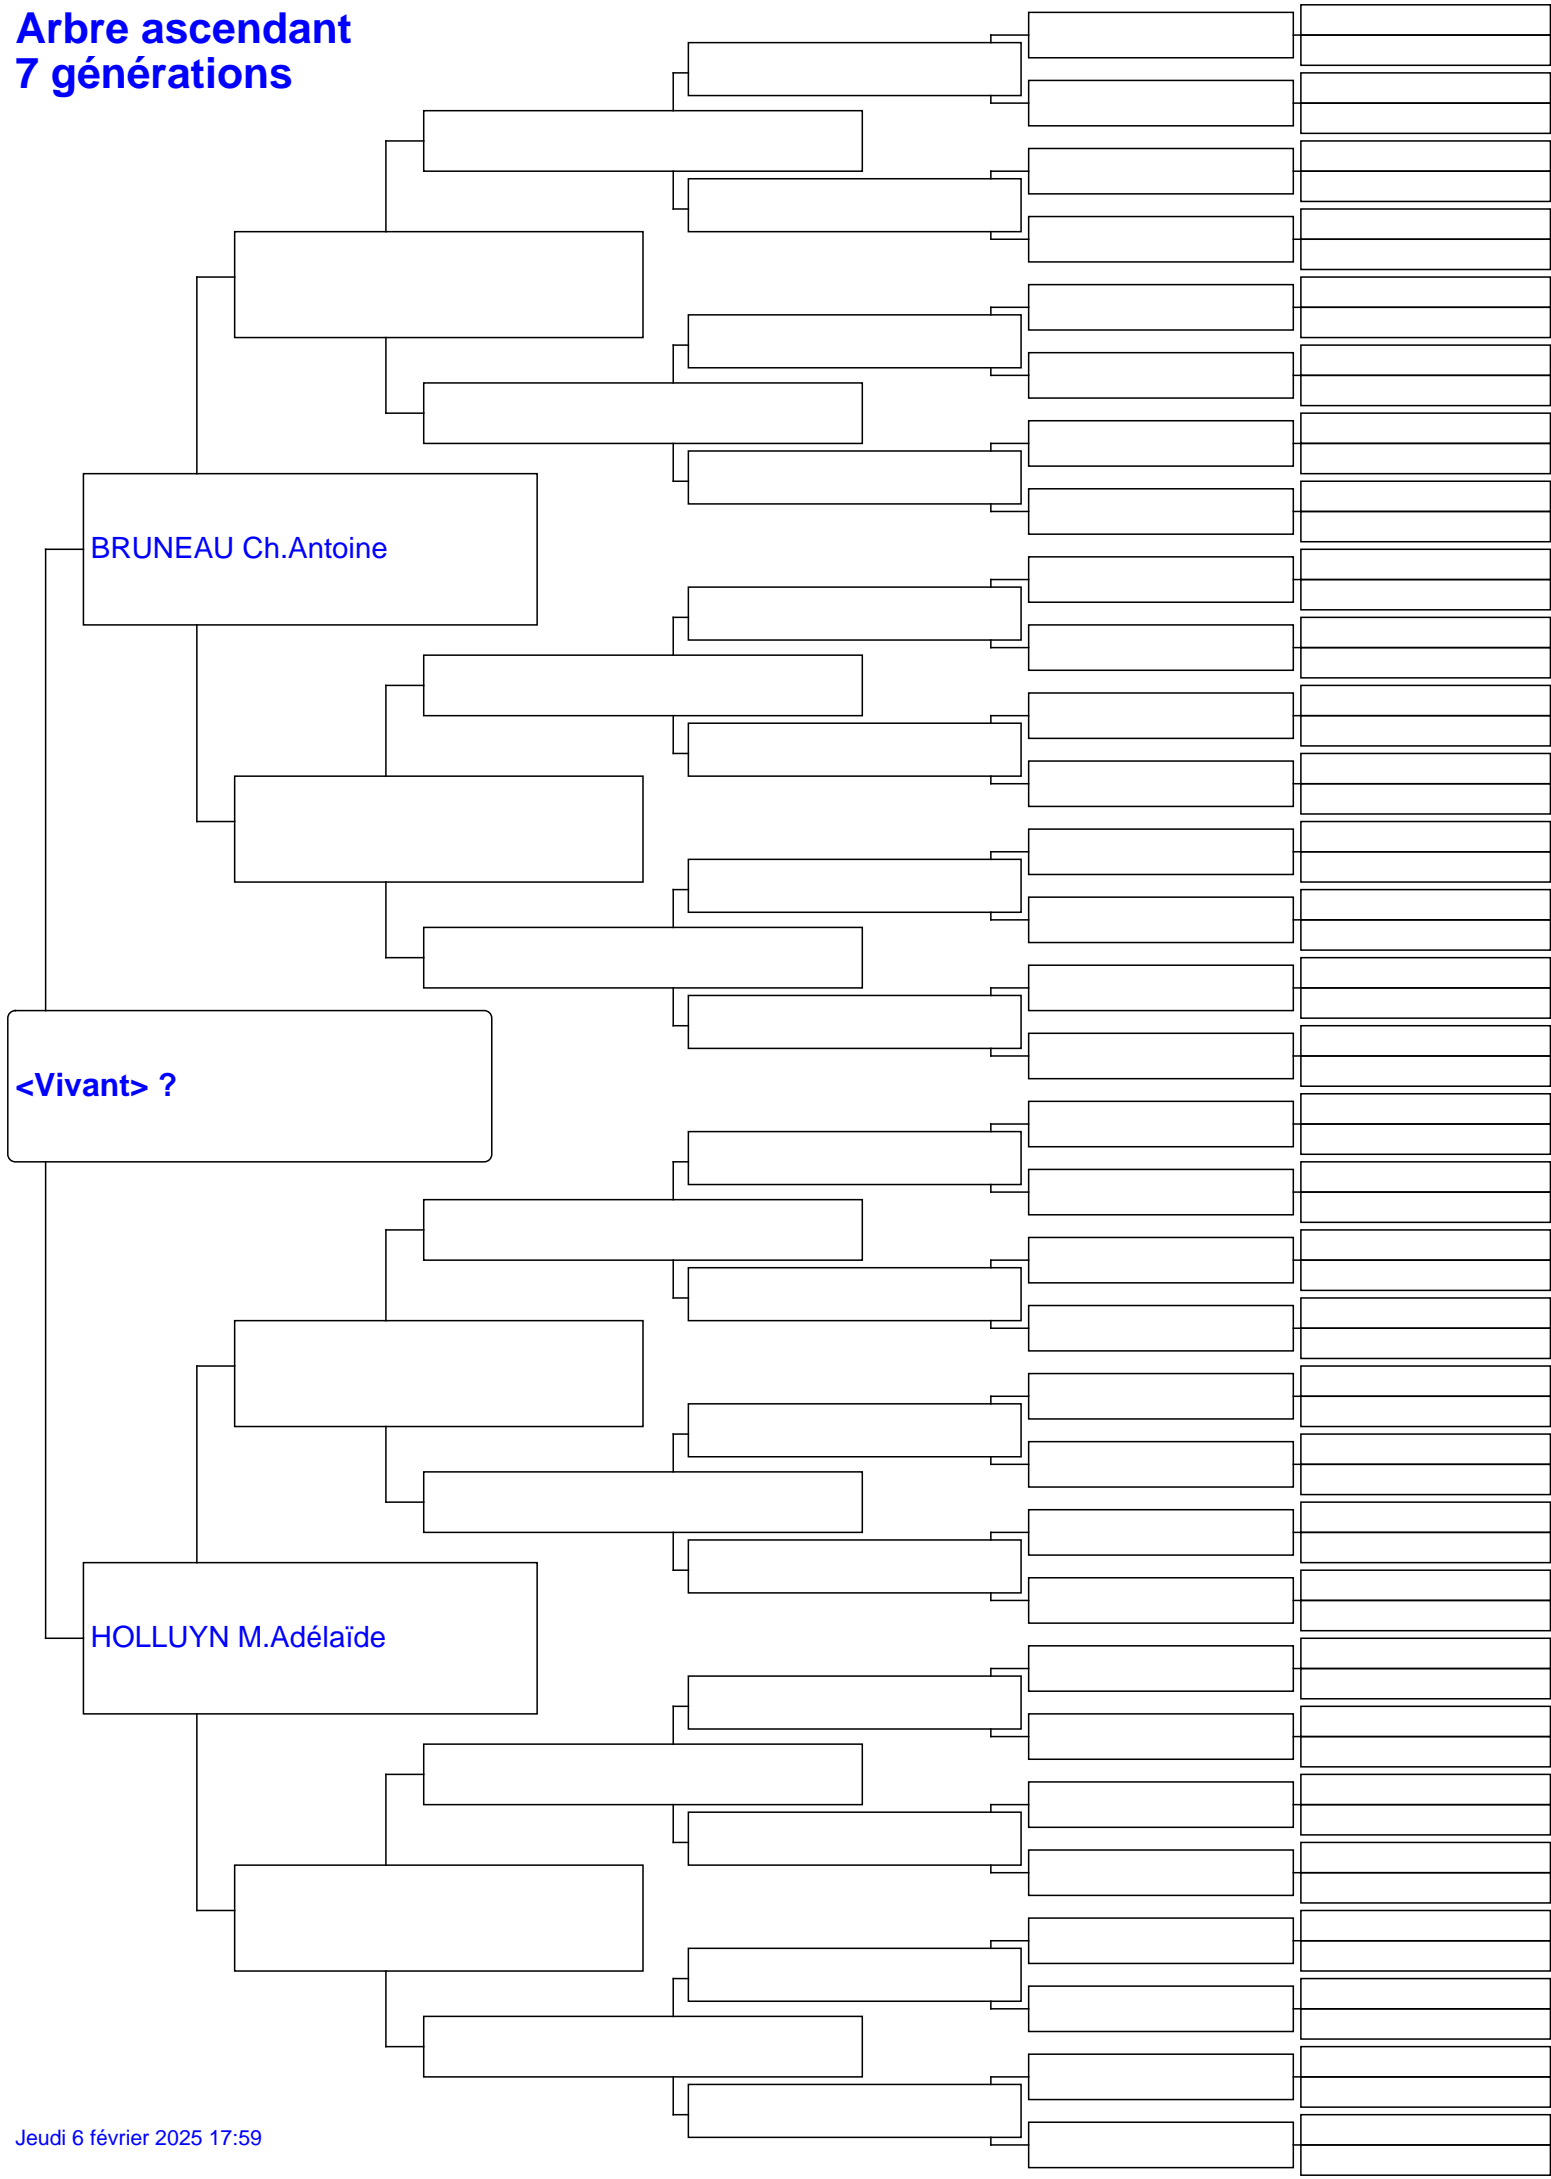 Arbre ascendant
7 générations
BRUNEAU Ch.Antoine
<Vivant> ?
HOLLUYN M.Adélaïde
Jeudi 6 février 2025 17:59